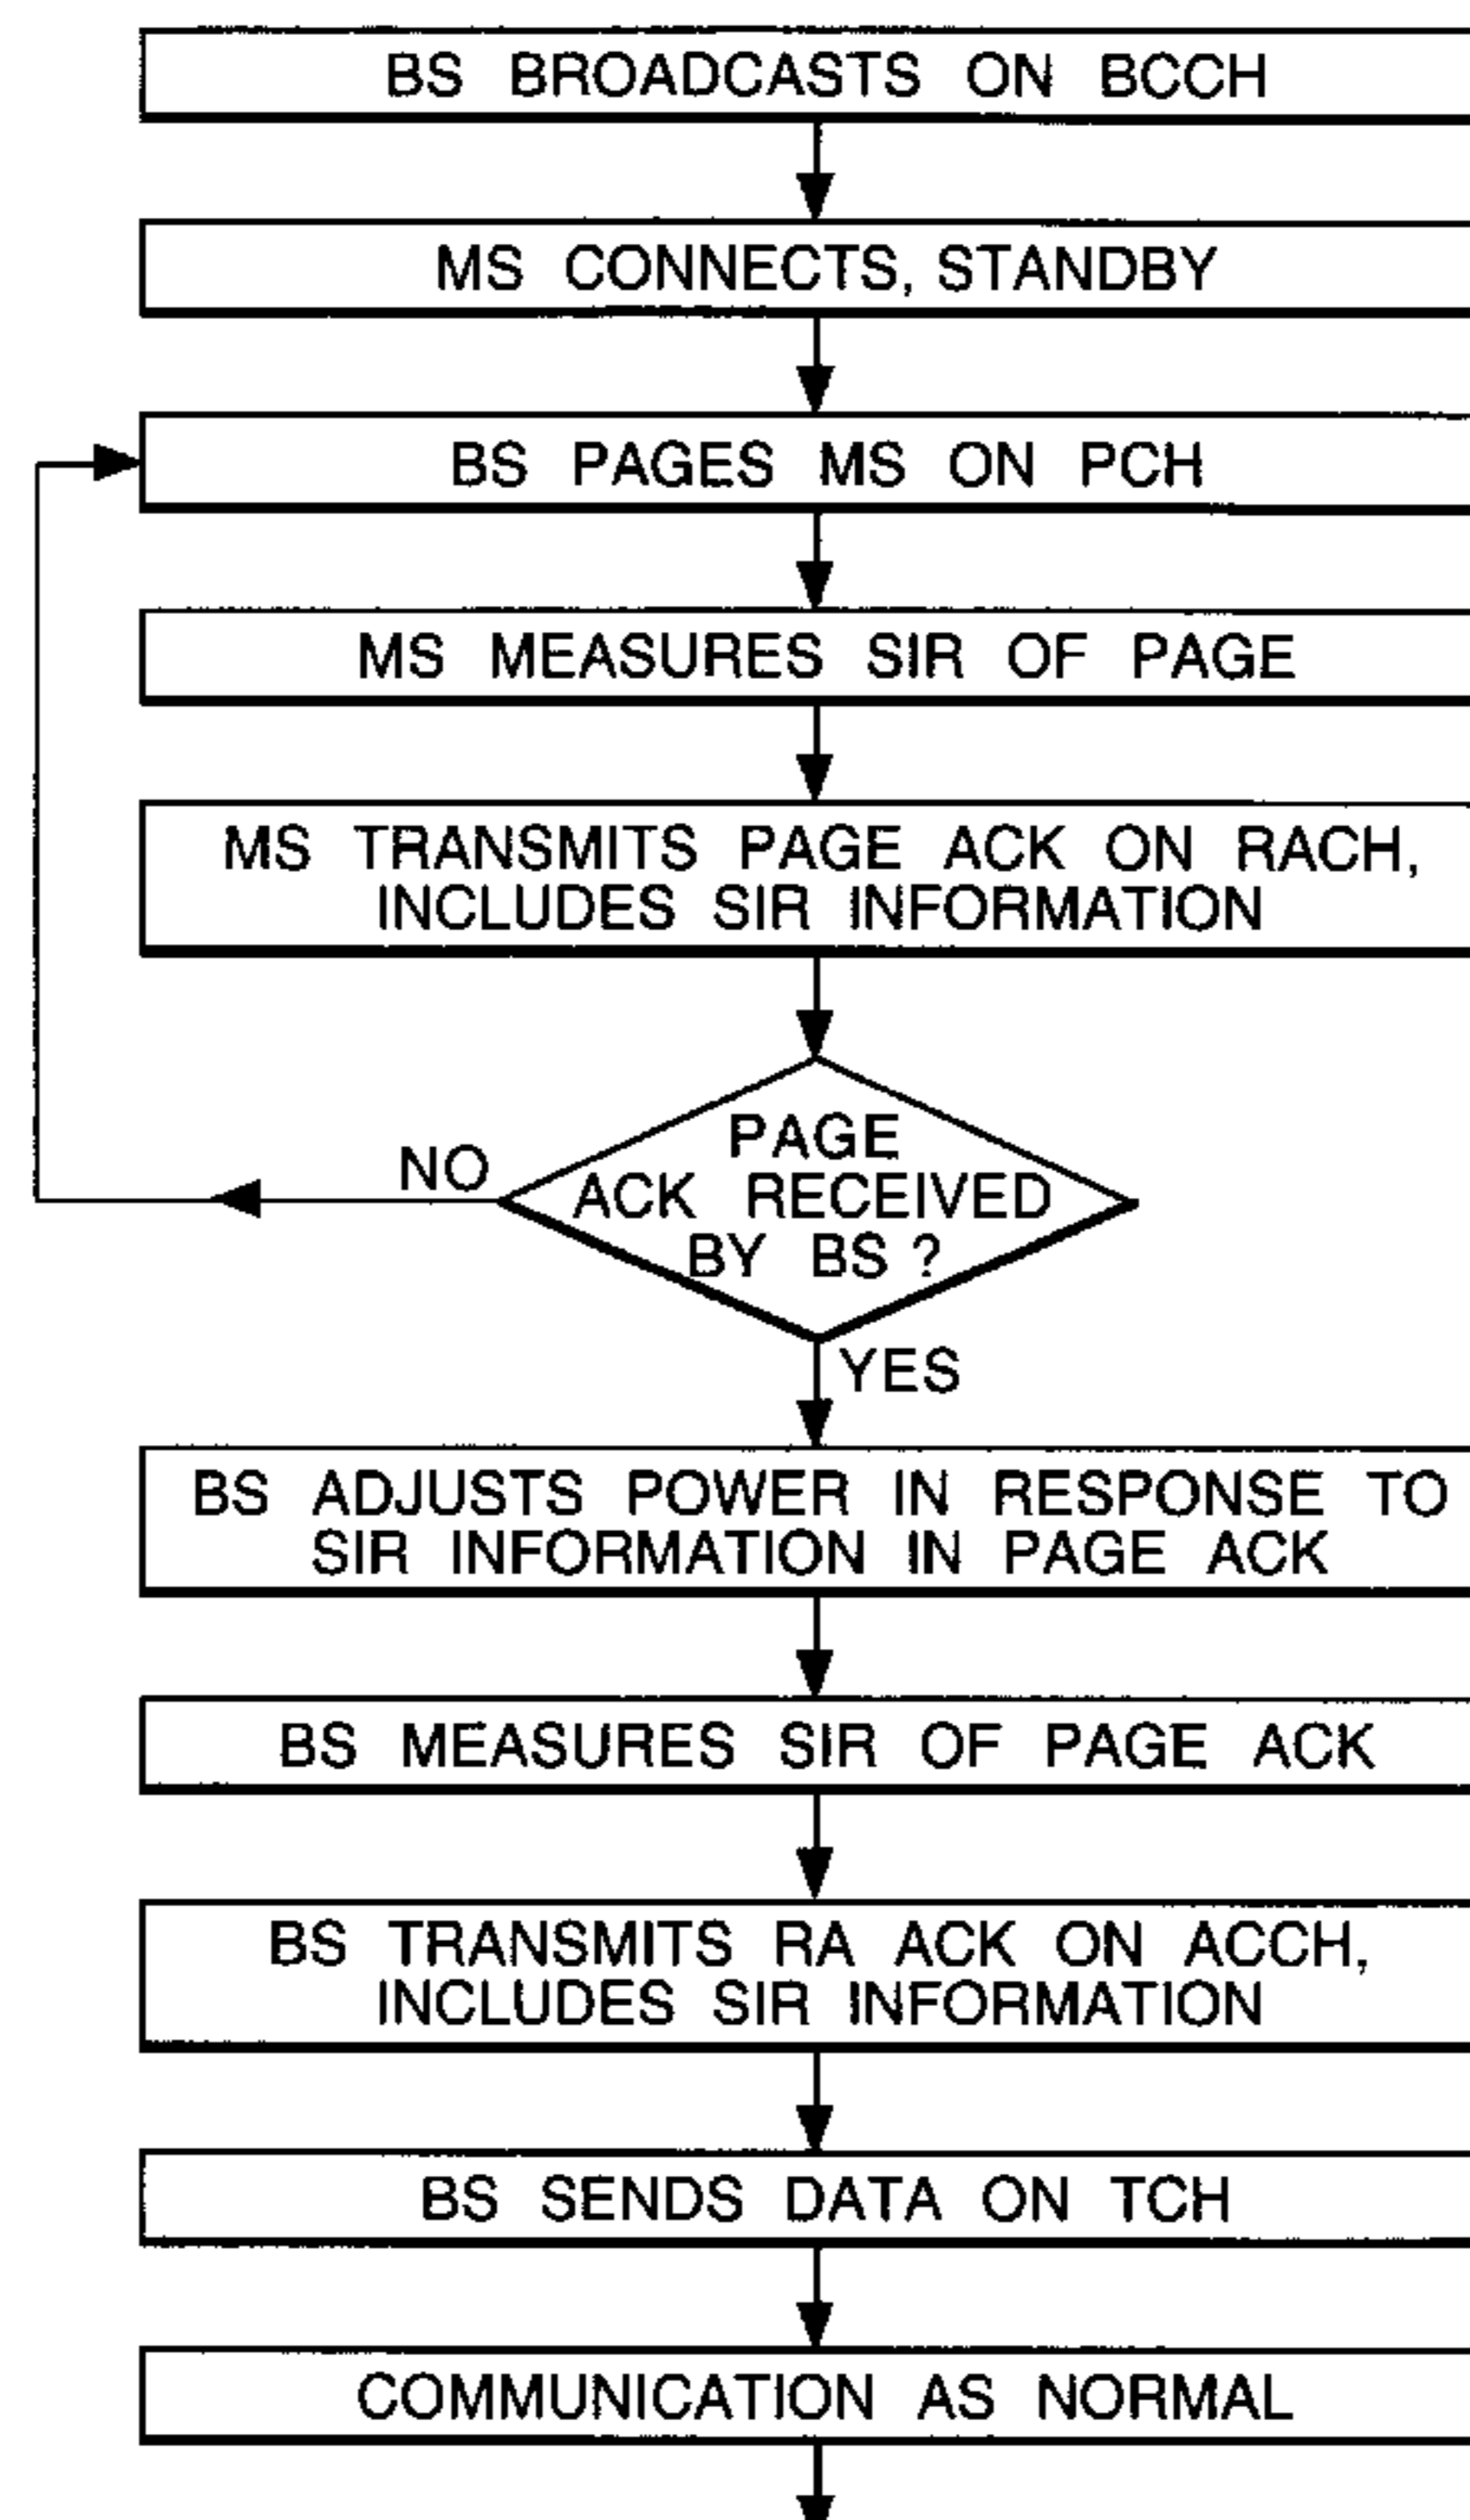 BS BROADCASTS ON BCCH
MS CONNECTS, STANDBY
BS PAGES MS ON PCH
MS MEASURES SIR OF PAGE
MS TRANSMITS PAGE ACK ON RACH,
INCLUDES SIR INFORMATION
PAGE
ACK RECEIVED
BY BS ?
NO
YES
BS ADJUSTS POWER IN RESPONSE TO
SIR INFORMATION IN PAGE ACK
BS MEASURES SIR OF PAGE ACK
BS TRANSMITS RA ACK ON ACCH,
INCLUDES SIR INFORMATION
BS SENDS DATA ON TCH
COMMUNICATION AS NORMAL